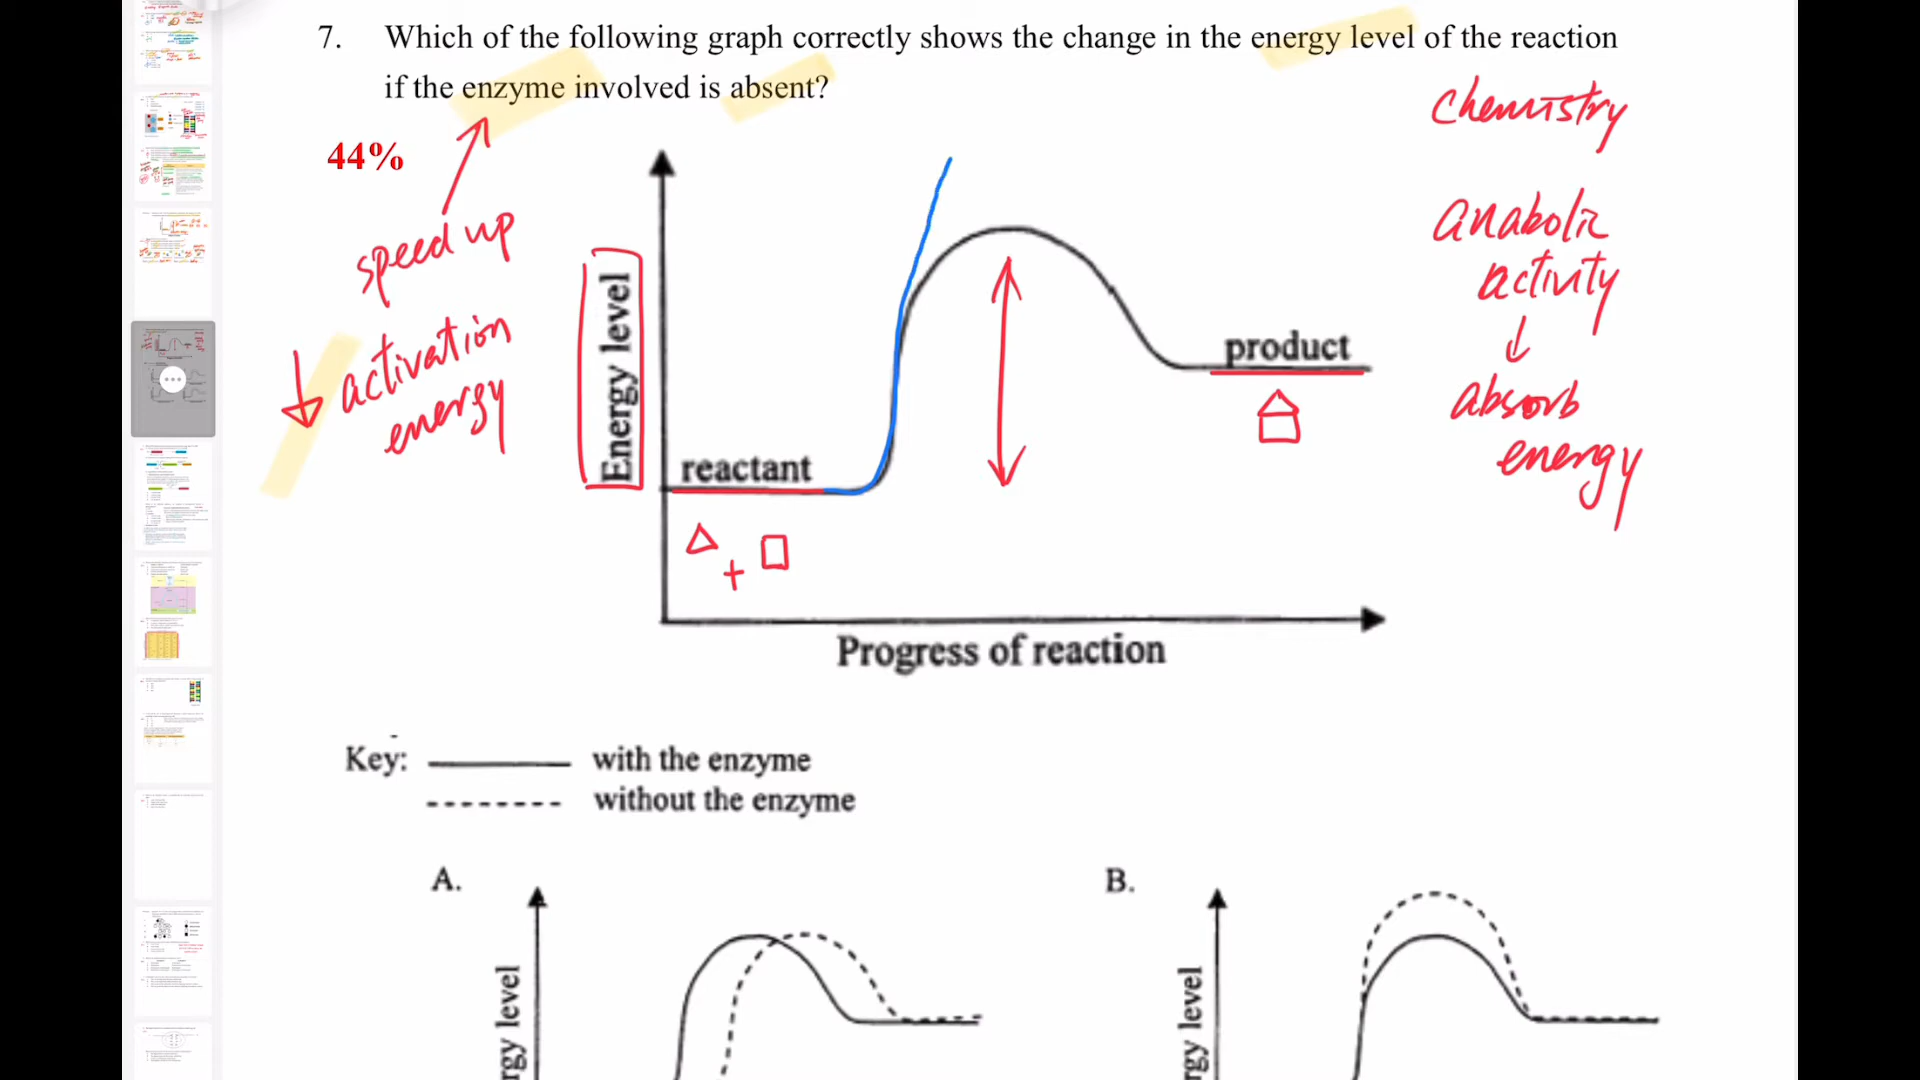 7. Which of the following graph correctly shows the change in the energy level of the reaction
if the enzyme involved is absent?
44%
speed up
↓ activation
energy
Energy level
reactant
product
Δ + □
Progress of reaction
chemistry
anabolic
activity
↓
absorb
energy
Key: with the enzyme
without the enzyme
A. B.
rgy level
rgy level